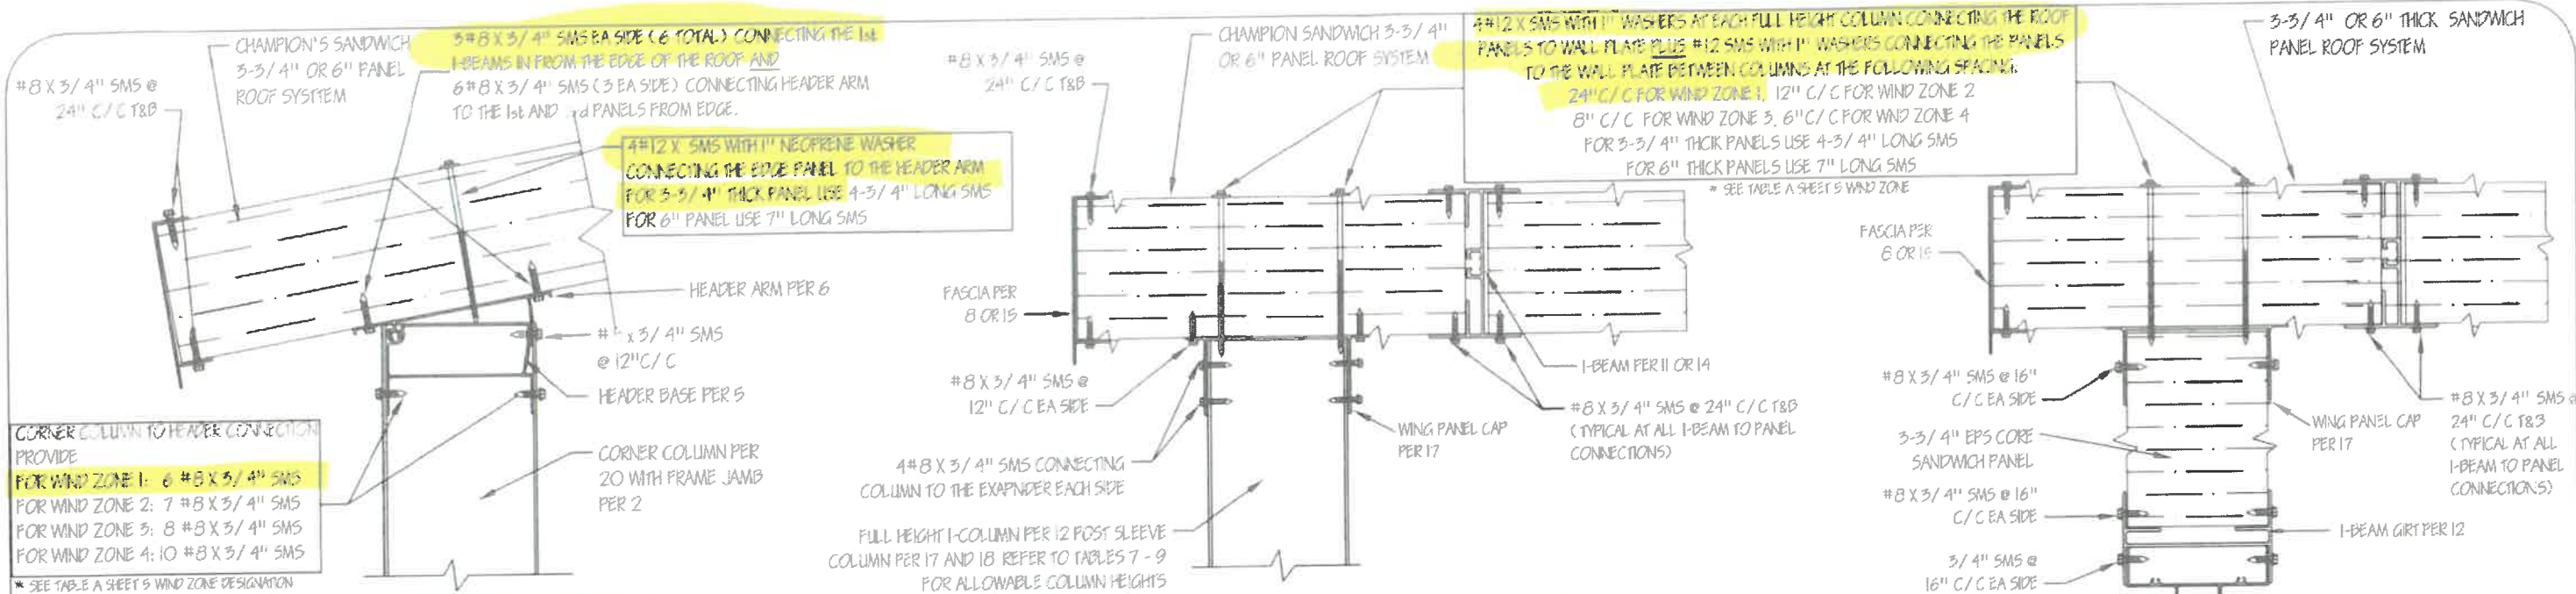 #8 X 3/4" SMS @
24" C/C T&B
CHAMPION'S SANDWICH
3-3/4" OR 6" PANEL
ROOF SYSTTEM
3#8 X 3/4" SMS EA SIDE (6 TOTAL) CONNECTING THE 1st
I-BEAMS IN FROM THE EDGE OF THE ROOF AND
6#8 X 3/4" SMS (3 EA SIDE) CONNECTING HEADER ARM
TO THE 1st AND PANELS FROM EDGE.
4#12 X SMS WITH 1" NEOPRENE WASHER
CONNECTING THE EDGE PANEL TO THE HEADER ARM
FOR 3-3/4" THICK PANEL USE 4-3/4" LONG SMS
FOR 6" PANEL USE 7" LONG SMS
HEADER ARM PER 6
x 3/4" SMS
@ 12"C/C
HEADER BASE PER 5
CORNER COLUMN PER
20 WITH FRAME JAMB
PER 2
CORNER COLUMN TO HEADER CONNECTION
PROVIDE
FOR WIND ZONE 1: 6 #8 X 3/4" SMS
FOR WIND ZONE 2: 7 #8 X 3/4" SMS
FOR WIND ZONE 3: 8 #8 X 3/4" SMS
FOR WIND ZONE 4: 10 #8 X 3/4" SMS
* SEE TABLE A SHEET 5 WIND ZONE DESIGNATION
#8 X 3/4" SMS @
24" C/C T&B
CHAMPION SANDWICH 3-3/4"
OR 6" PANEL ROOF SYSTEM
4#12 X SMS WITH 1" WASHERS AT EACH FULL HEIGHT COLUMN CONNECTING THE ROOF
PANELS TO WALL PLATE PLUS #12 SMS WITH 1" WASHERS CONNECTING THE PANELS
TO THE WALL PLATE BETWEEN COLUMNS AT THE FOLLOWING SPACING.
24" C/C FOR WIND ZONE 1, 12" C/C FOR WIND ZONE 2
8" C/C FOR WIND ZONE 3, 6"C/C FOR WND ZONE 4
FOR 3-3/4" THICK PANELS USE 4-3/4" LONG SMS
FOR 6" THICK PANELS USE 7" LONG SMS
* SEE TABLE A SHEET 5 WIND ZONE
FASCIA PER
8 OR 15
#8 X 3/4" SMS @
12" C/C EA SIDE
4#8 X 3/4" SMS CONNECTING
COLUMN TO THE EXAPNDER EACH SIDE
FULL HEIGHT I-COLUMN PER 12 POST SLEEVE
COLUMN PER 17 AND 18 REFER TO TABLES 7 - 9
FOR ALLOWABLE COLUMN HEIGHTS
I-BEAM PER 11 OR 14
#8 X 3/4" SMS @ 24" C/C T&B
(TYPICAL AT ALL I-BEAM TO PANEL
CONNECTIONS)
WING PANEL CAP
PER 17
3-3/4" OR 6" THICK SANDWICH
PANEL ROOF SYSTEM
FASCIA PER
8 OR 15
#8 X 3/4" SMS @ 16"
C/C EA SIDE
3-3/4" EPS CORE
SANDWICH PANEL
#8 X 3/4" SMS @ 16"
C/C EA SIDE
3/4" SMS @
16" C/C EA SIDE
WING PANEL CAP
PER 17
#8 X 3/4" SMS @
24" C/C T&B
(TYPICAL AT ALL
I-BEAM TO PANEL
CONNECTIONS)
I-BEAM GIRT PER 12